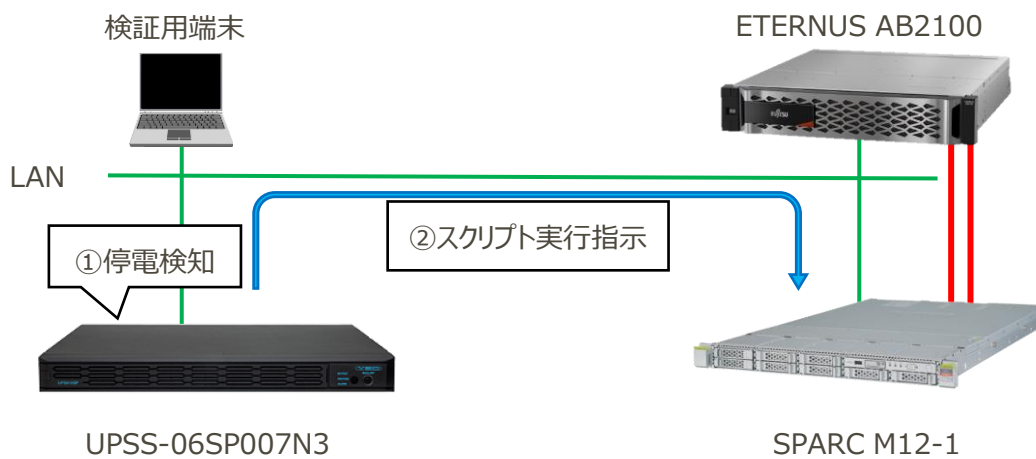 検証用端末
ETERNUS AB2100
FUJITSU
LAN
①停電検知
②スクリプト実行指示
UPSS-06SP007N3
SPARC M12-1